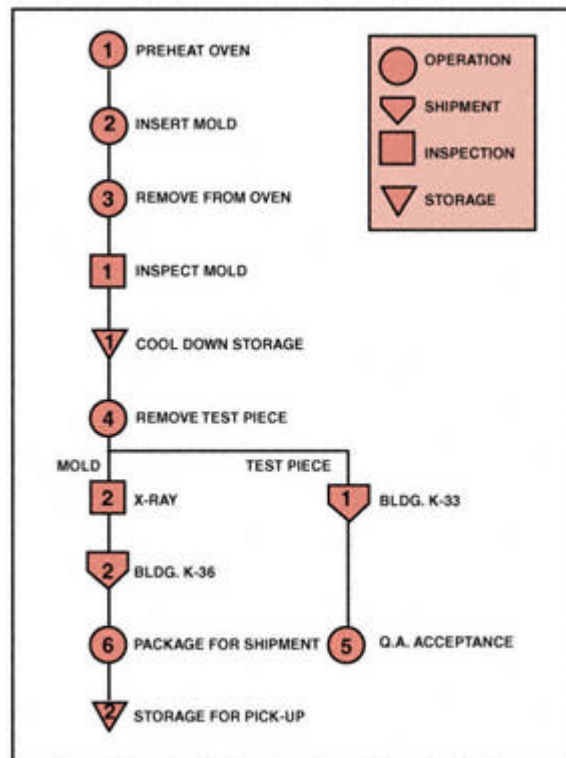 1 PREHEAT OVEN
2 INSERT MOLD
3 REMOVE FROM OVEN
1 INSPECT MOLD
1 COOL DOWN STORAGE
4 REMOVE TEST PIECE
MOLD
TEST PIECE
2 X-RAY
1 BLDG. K-33
2 BLDG. K-36
6 PACKAGE FOR SHIPMENT
5 Q.A. ACCEPTANCE
2 STORAGE FOR PICK-UP
OPERATION
SHIPMENT
INSPECTION
STORAGE